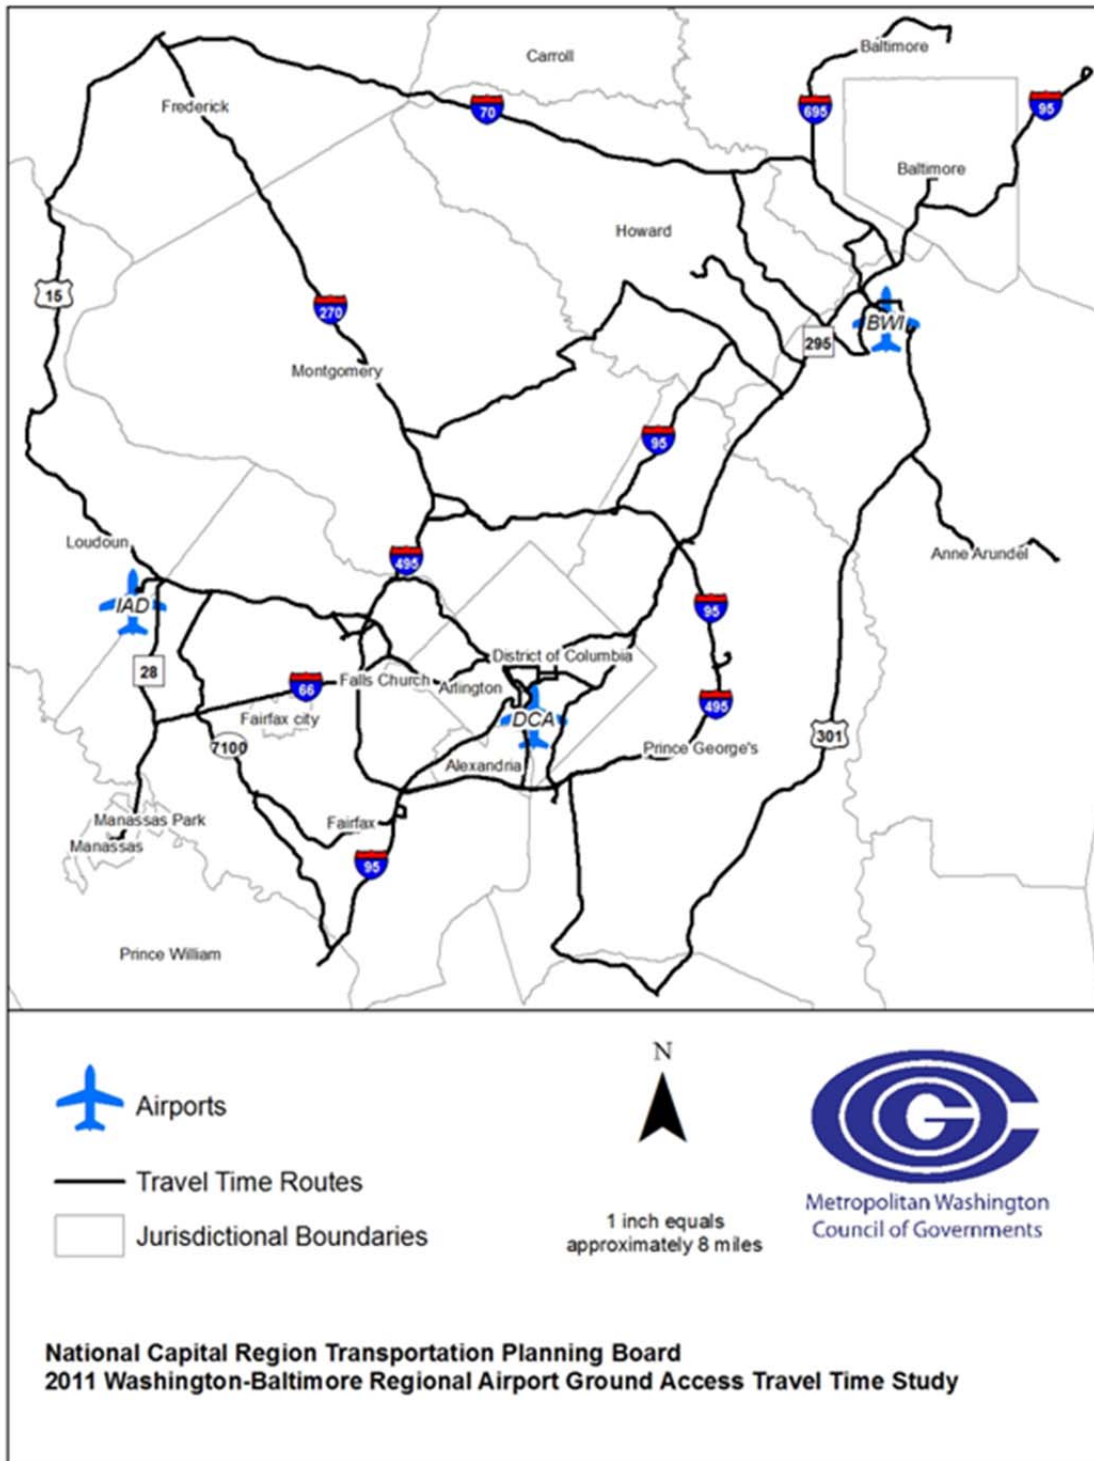 Carroll
Baltimore
Frederick
70
695
95
Baltimore
Howard
15
270
BWI
295
Montgomery
95
Loudoun
495
Anne Arundel
IAD
95
28
District of Columbia
66
Falls Church
Arlington
495
Fairfax city
DCA
301
7100
Prince George's
Alexandria
Manassas Park
Fairfax
Manassas
95
Prince William
N
Airports
Travel Time Routes
Jurisdictional Boundaries
1 inch equals
approximately 8 miles
Metropolitan Washington
Council of Governments
National Capital Region Transportation Planning Board
2011 Washington-Baltimore Regional Airport Ground Access Travel Time Study